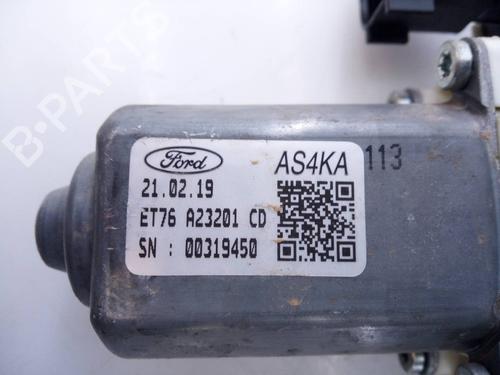 B-PARTS
Ford
AS4KA
113
21.02.19
ET76 A23201 CD
SN : 00319450